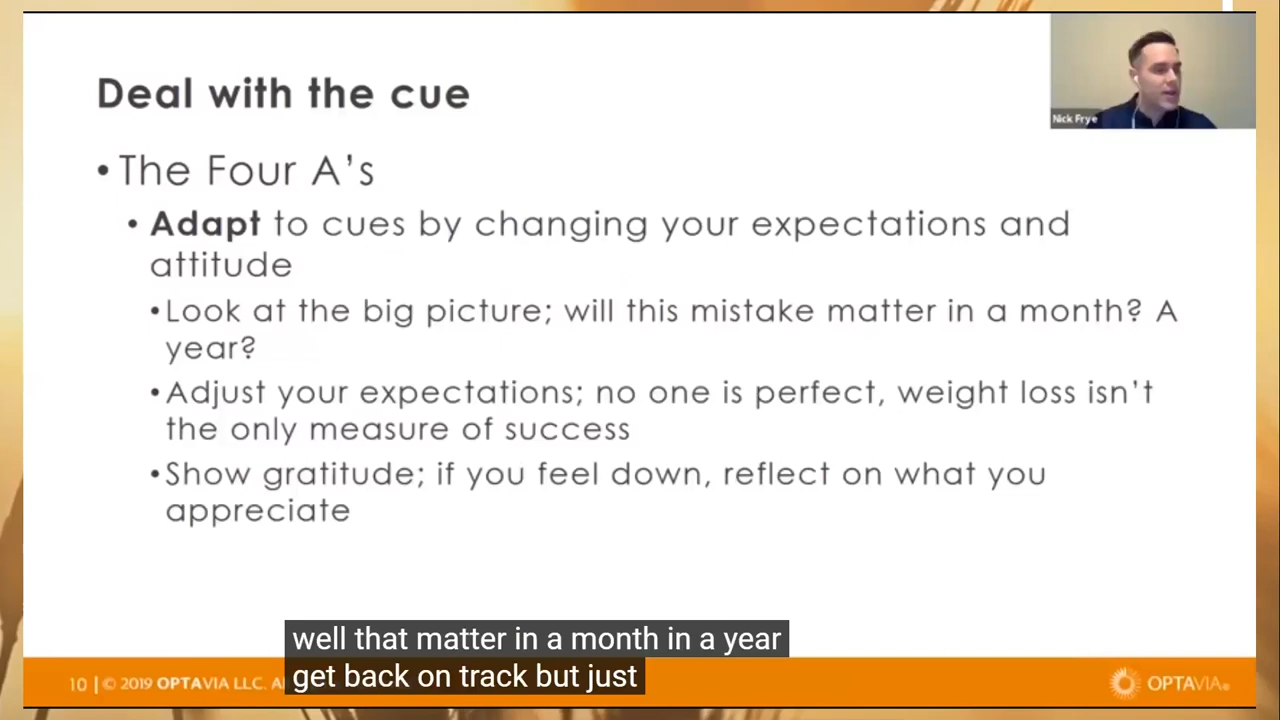 Deal with the cue
Nick Frye
• The Four A's
• Adapt to cues by changing your expectations and
attitude
• Look at the big picture; will this mistake matter in a month? A
year?
• Adjust your expectations; no one is perfect, weight loss isn't
the only measure of success
• Show gratitude; if you feel down, reflect on what you
appreciate
well that matter in a month in a year
get back on track but just
10 | © 2019 OPTAVIA LLC.
OPTAVIA®